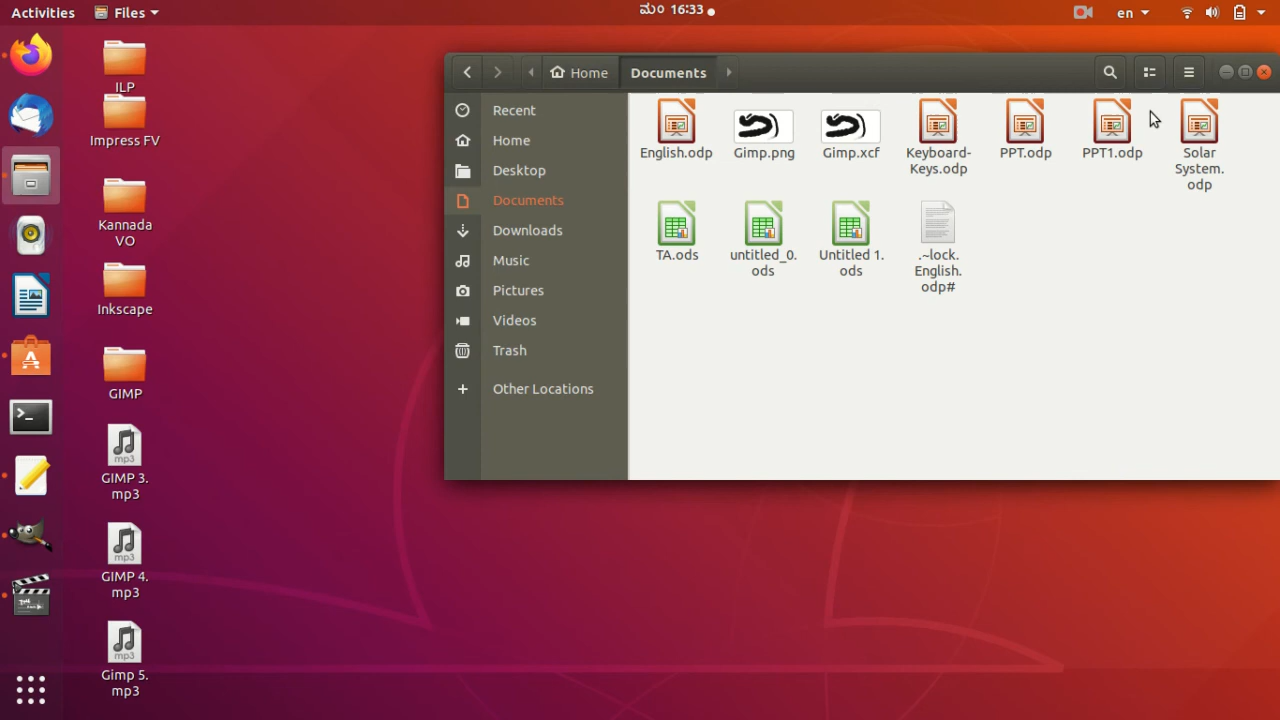 Activities
Files
ಮಂ 16:33
en
ILP
Impress FV
Kannada
VO
Inkscape
GIMP
GIMP 3.
mp3
GIMP 4.
mp3
Gimp 5.
mp3
mp3
mp3
mp3
Home
Documents
Recent
Home
Desktop
Documents
Downloads
Music
Pictures
Videos
Trash
Other Locations
English.odp
Gimp.png
Gimp.xcf
Keyboard-
Keys.odp
PPT.odp
PPT1.odp
Solar
System.
odp
TA.ods
untitled_0.
ods
Untitled 1.
ods
.~lock.
English.
odp#